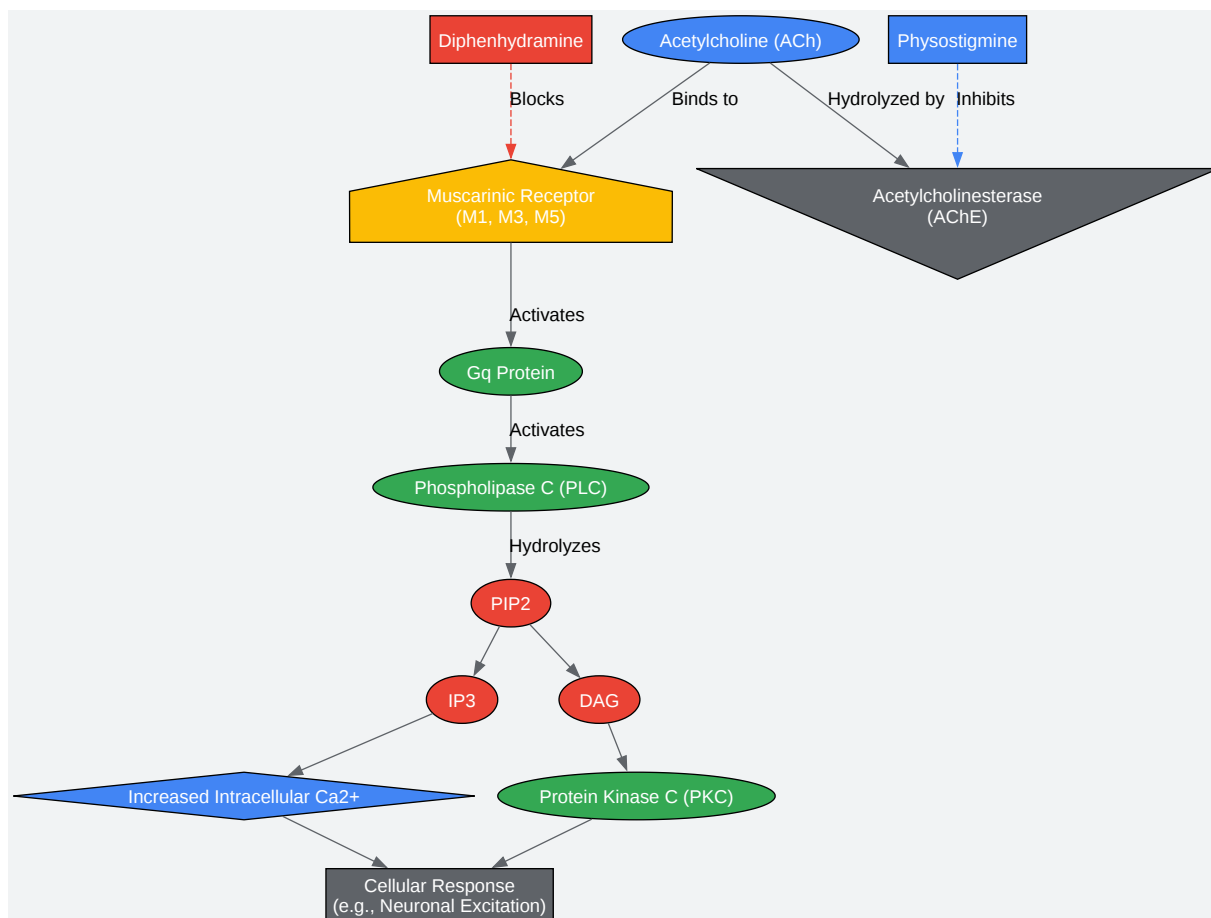 Diphenhydramine
Acetylcholine (ACh)
Physostigmine
Blocks
Binds to
Hydrolyzed by
Inhibits
Muscarinic Receptor
(M1, M3, M5)
Acetylcholinesterase
(AChE)
Activates
Gq Protein
Activates
Phospholipase C (PLC)
Hydrolyzes
PIP2
IP3
DAG
Increased Intracellular Ca2+
Protein Kinase C (PKC)
Cellular Response
(e.g., Neuronal Excitation)